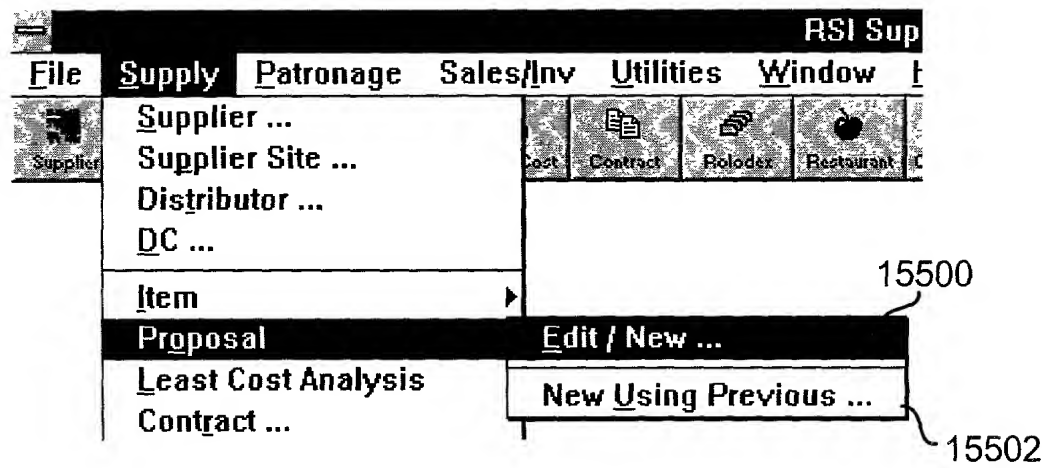 RSI Sup
File Supply Patronage Sales/Inv Utilities Window
Supplier Cost Contract Rolodex Restaurant
Supplier ...
Supplier Site ...
Distributor ...
DC ...
Item
Proposal
Least Cost Analysis
Contract ...
15500
Edit / New ...
New Using Previous ...
15502